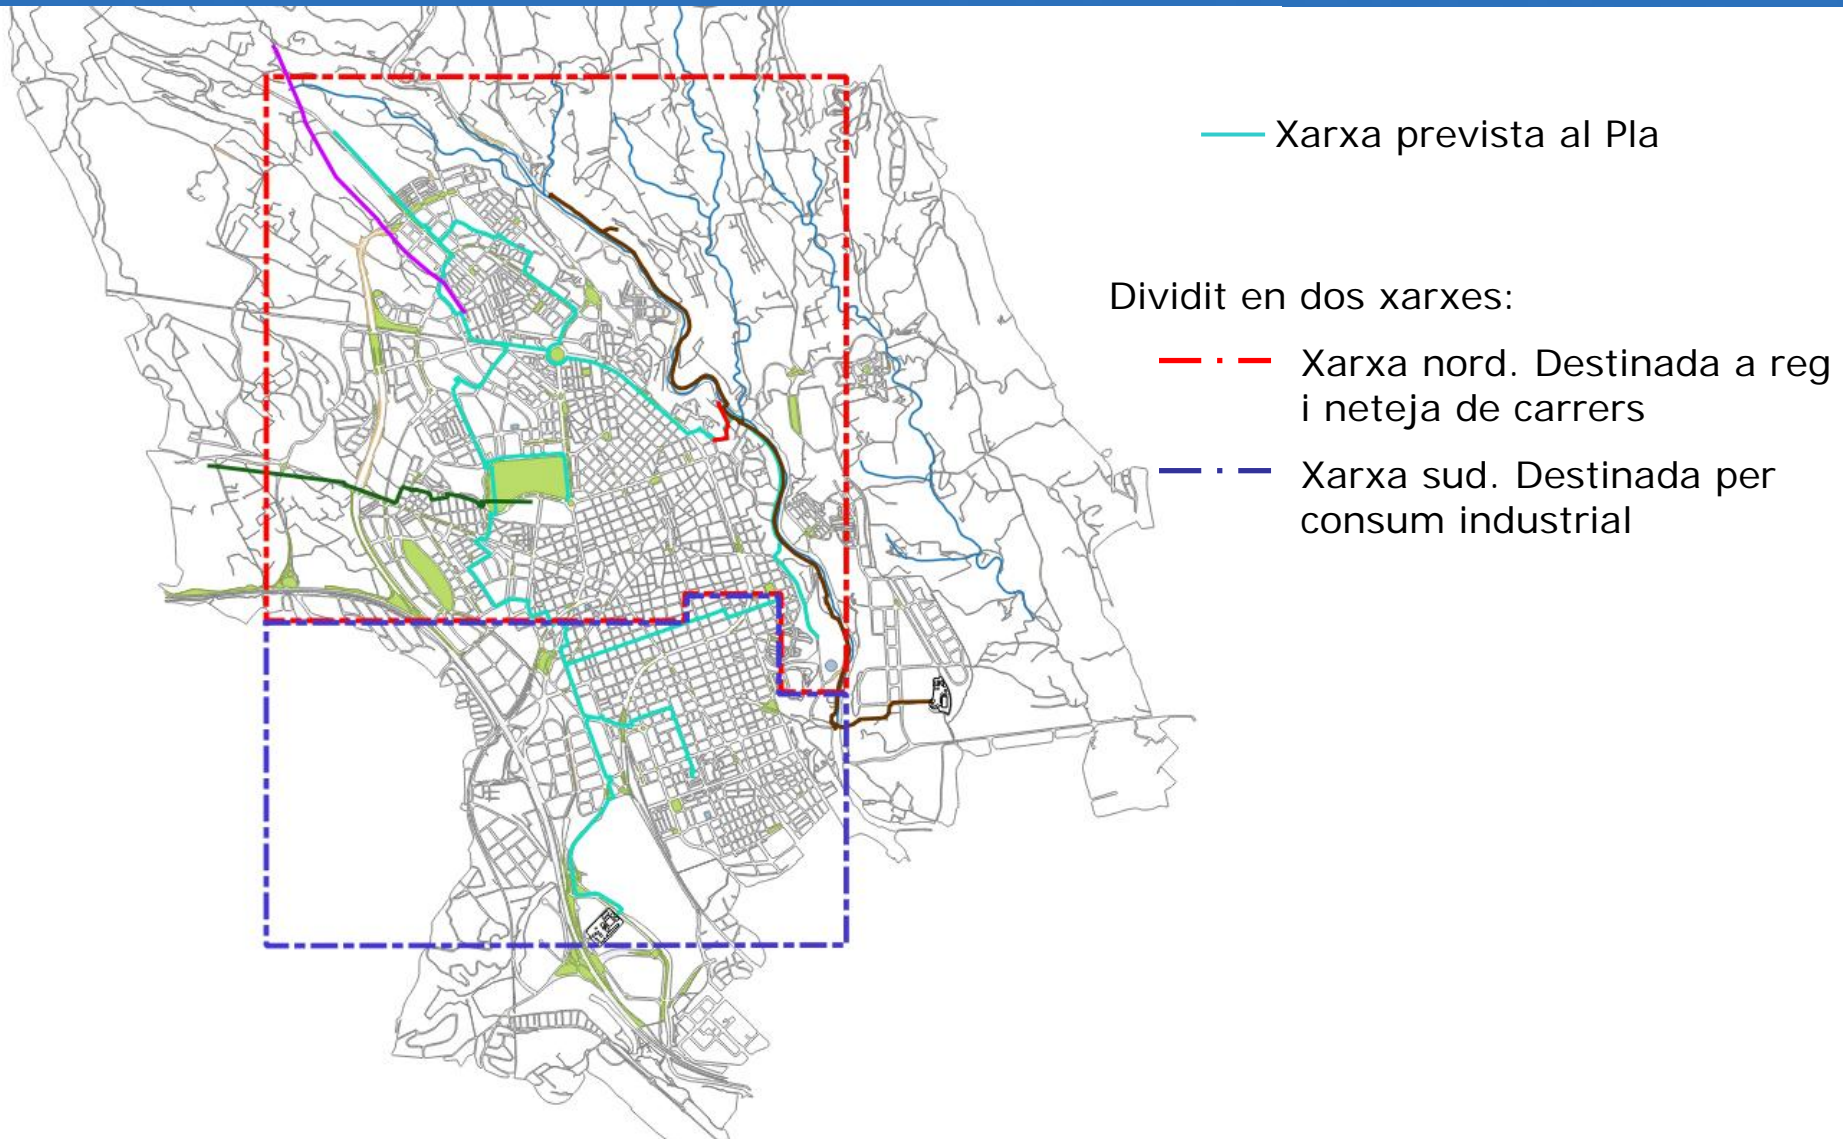 Xarxa prevista al Pla
Dividit en dos xarxes:
Xarxa nord. Destinada a reg
i neteja de carrers
Xarxa sud. Destinada per
consum industrial